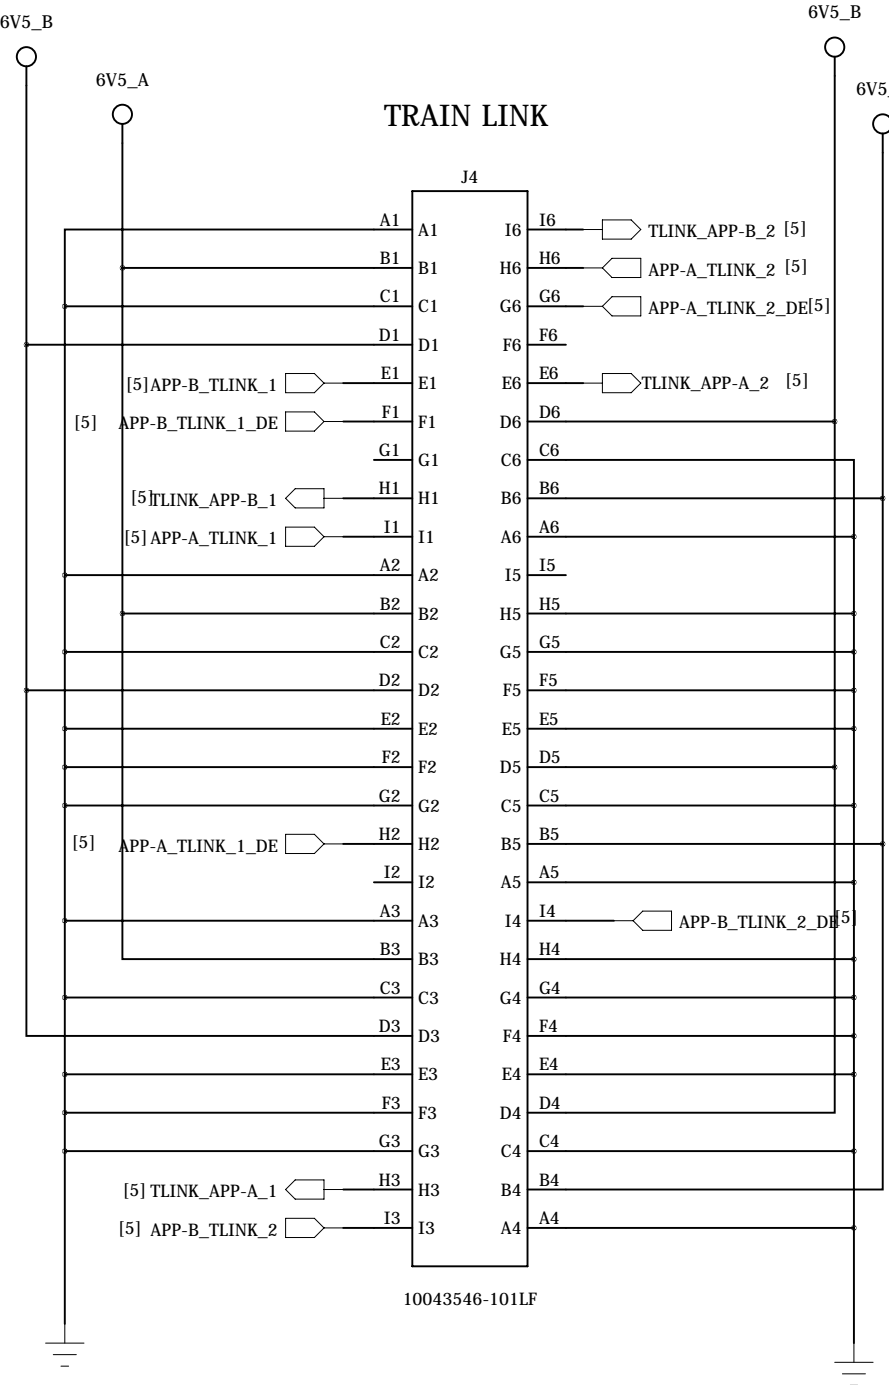 6V5_B
6V5_B
6V5_A
6V5_
TRAIN LINK
J4
A1 A1 I6 I6 TLINK_APP-B_2 [5]
B1 B1 H6 H6 APP-A_TLINK_2 [5]
C1 C1 G6 G6 APP-A_TLINK_2_DE[5]
D1 D1 F6 F6
[5]APP-B_TLINK_1 E1 E1 E6 E6 TLINK_APP-A_2 [5]
[5] APP-B_TLINK_1_DE F1 F1 D6 D6
G1 G1 C6 C6
[5]TLINK_APP-B_1 H1 H1 B6 B6
[5] APP-A_TLINK_1 I1 I1 A6 A6
A2 A2 I5 I5
B2 B2 H5 H5
C2 C2 G5 G5
D2 D2 F5 F5
E2 E2 E5 E5
F2 F2 D5 D5
G2 G2 C5 C5
[5] APP-A_TLINK_1_DE H2 H2 B5 B5
I2 I2 A5 A5
A3 A3 I4 I4 APP-B_TLINK_2_DE[5]
B3 B3 H4 H4
C3 C3 G4 G4
D3 D3 F4 F4
E3 E3 E4 E4
F3 F3 D4 D4
G3 G3 C4 C4
[5] TLINK_APP-A_1 H3 H3 B4 B4
[5] APP-B_TLINK_2 I3 I3 A4 A4
10043546-101LF